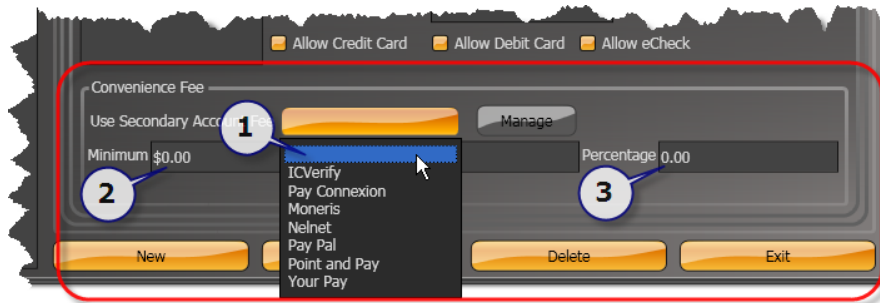 Allow Credit Card Allow Debit Card Allow eCheck
Convenience Fee
Use Secondary Account Fee Manage
1
Minimum $0.00 Percentage 0.00
2
3
ICVerify
Pay Connexion
Moneris
Nelnet
Pay Pal
Point and Pay
Your Pay
New Delete Exit